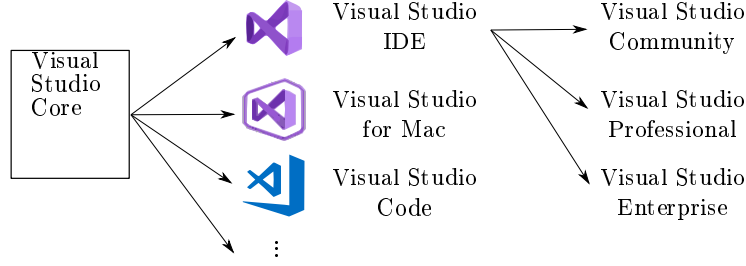 Visual
Studio
Core
Visual Studio
IDE
Visual Studio
for Mac
Visual Studio
Code
⋮
Visual Studio
Community
Visual Studio
Professional
Visual Studio
Enterprise